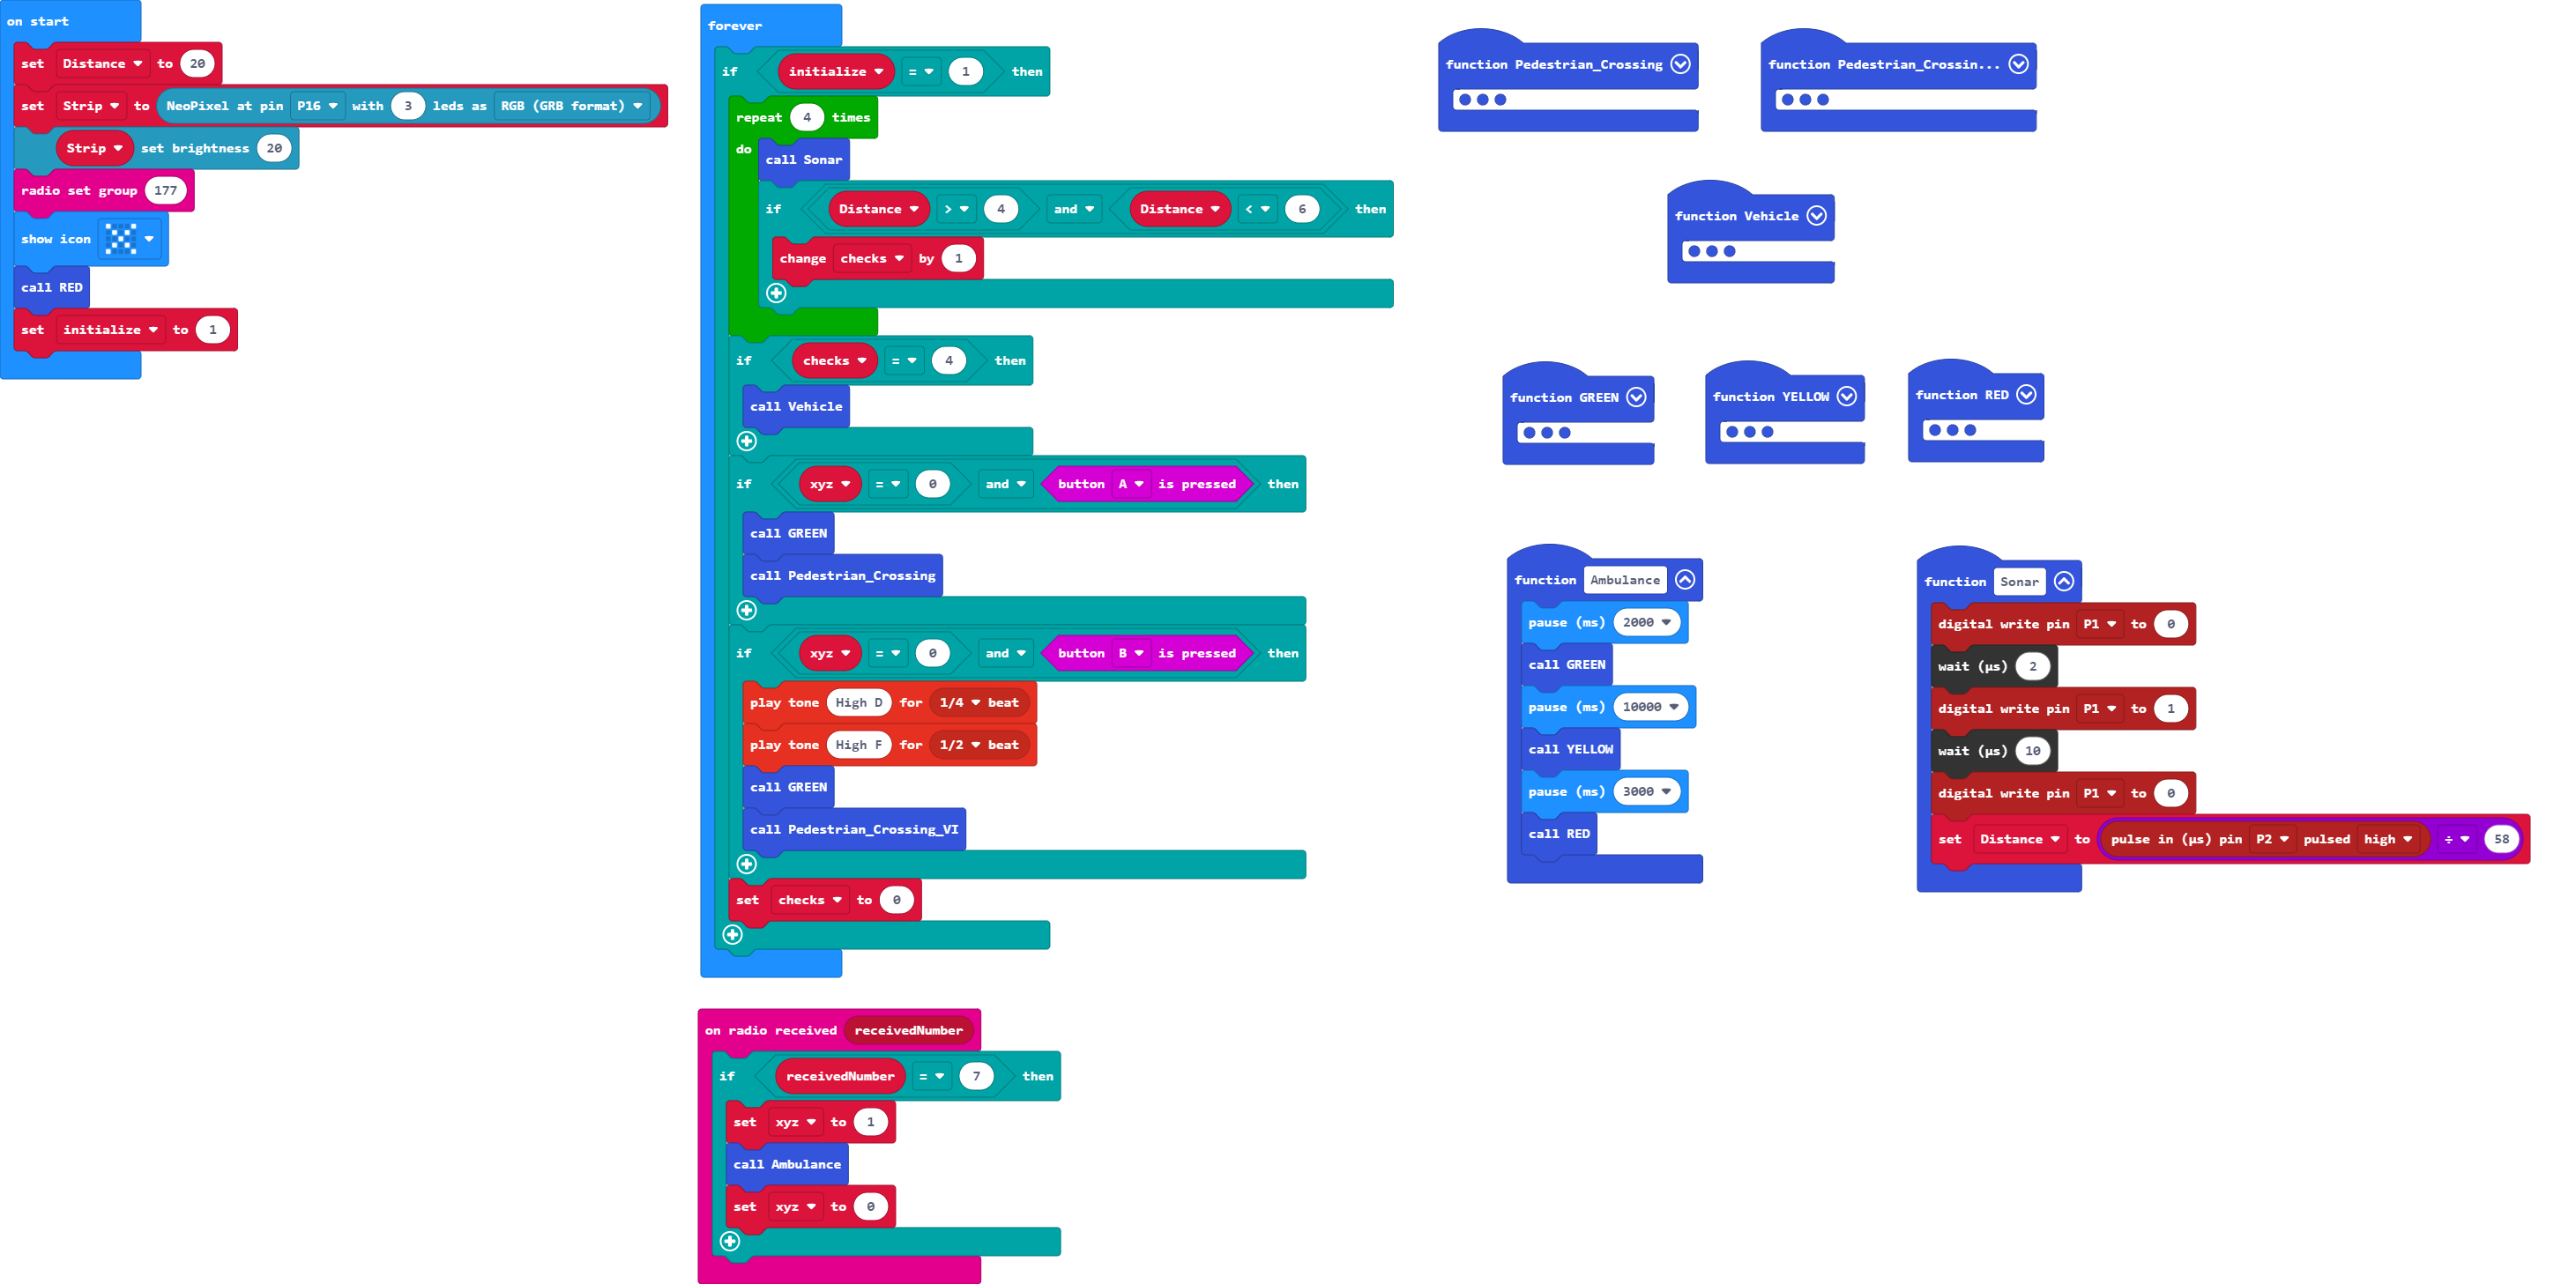 on start
set Distance to 20
set Strip to NeoPixel at pin P16 with 3 leds as RGB (GRB format)
Strip set brightness 20
radio set group 177
show icon
call RED
set initialize to 1
forever
if initialize = 1 then
repeat 4 times
do
call Sonar
if Distance > 4 and Distance < 6 then
change checks by 1
if checks = 4 then
call Vehicle
if xyz = 0 and button A is pressed then
call GREEN
call Pedestrian_Crossing
if xyz = 0 and button B is pressed then
play tone High D for 1/4 beat
play tone High F for 1/2 beat
call GREEN
call Pedestrian_Crossing_VI
set checks to 0
on radio received receivedNumber
if receivedNumber = 7 then
set xyz to 1
call Ambulance
set xyz to 0
function Pedestrian_Crossing
function Pedestrian_Crossin...
function Vehicle
function GREEN
function YELLOW
function RED
function Ambulance
pause (ms) 2000
call GREEN
pause (ms) 10000
call YELLOW
pause (ms) 3000
call RED
function Sonar
digital write pin P1 to 0
wait (µs) 2
digital write pin P1 to 1
wait (µs) 10
digital write pin P1 to 0
set Distance to pulse in (µs) pin P2 pulsed high ÷ 58